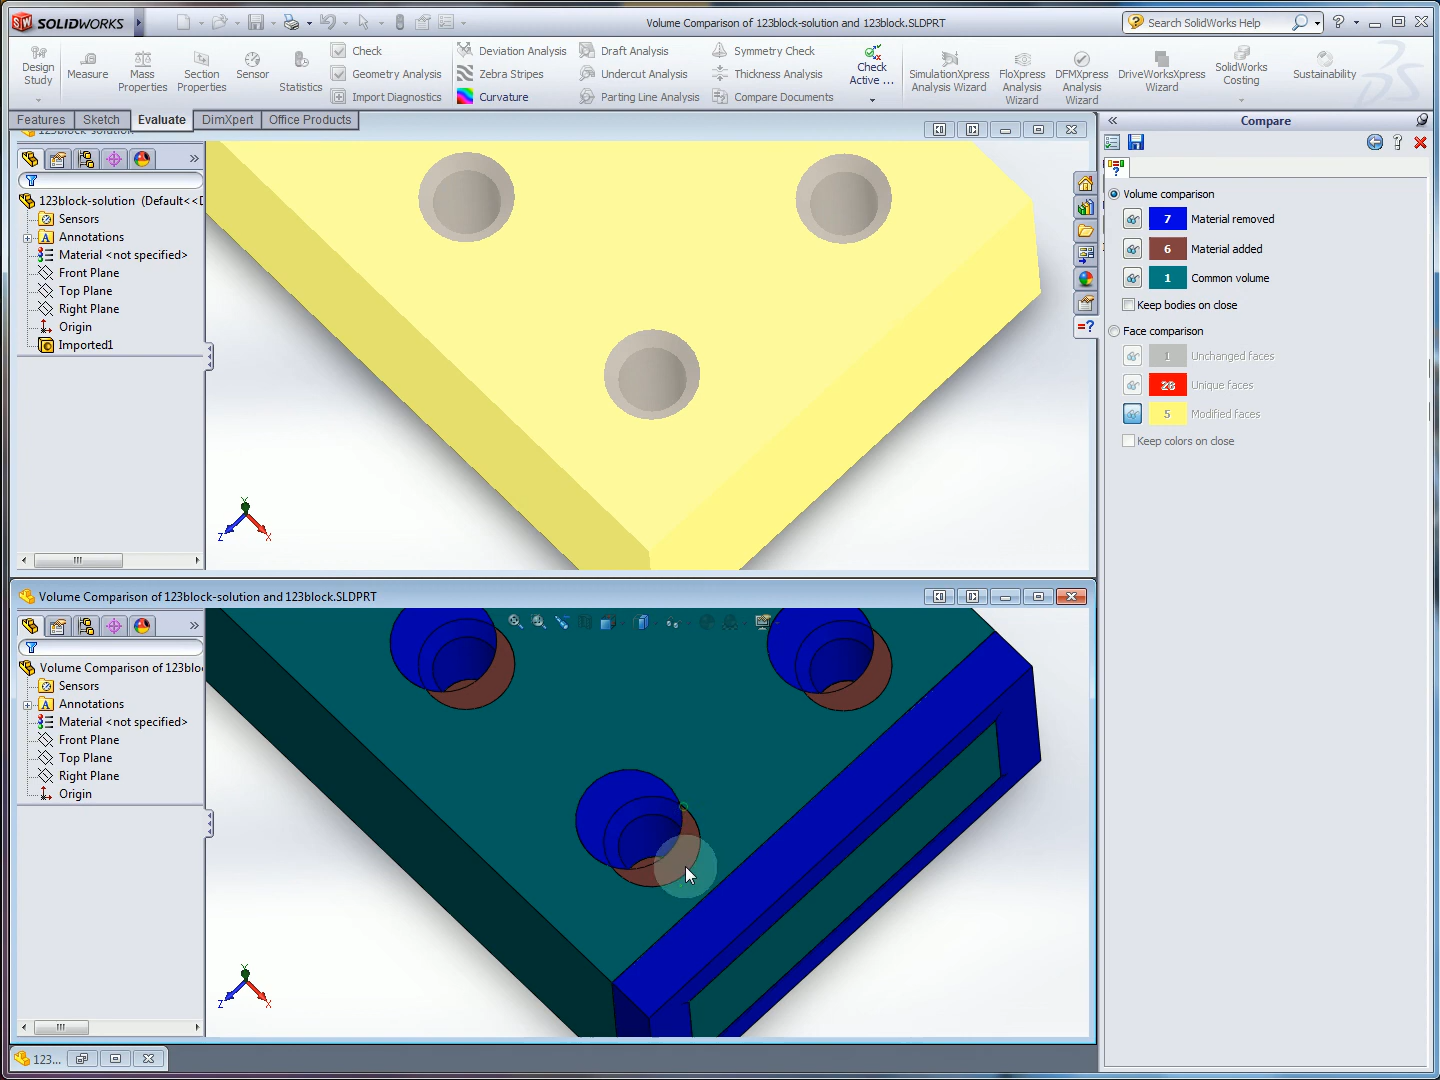 SOLIDWORKS
Volume Comparison of 123block-solution and 123block.SLDPRT
Search SolidWorks Help
Design Study
Measure
Mass Properties
Section Properties
Sensor
Statistics
Check
Geometry Analysis
Import Diagnostics
Deviation Analysis
Zebra Stripes
Curvature
Draft Analysis
Undercut Analysis
Parting Line Analysis
Symmetry Check
Thickness Analysis
Compare Documents
Check Active ...
SimulationXpress Analysis Wizard
FloXpress Analysis Wizard
DFMXpress Analysis Wizard
DriveWorksXpress Wizard
SolidWorks Costing
Sustainability
Features
Sketch
Evaluate
DimXpert
Office Products
123block-solution
123block-solution (Default<<D
Sensors
Annotations
Material <not specified>
Front Plane
Top Plane
Right Plane
Origin
Imported1
Y
Z
X
Volume Comparison of 123block-solution and 123block.SLDPRT
Volume Comparison of 123blo
Sensors
Annotations
Material <not specified>
Front Plane
Top Plane
Right Plane
Origin
Y
Z
X
123...
Compare
Volume comparison
7 Material removed
6 Material added
1 Common volume
Keep bodies on close
Face comparison
1 Unchanged faces
28 Unique faces
5 Modified faces
Keep colors on close